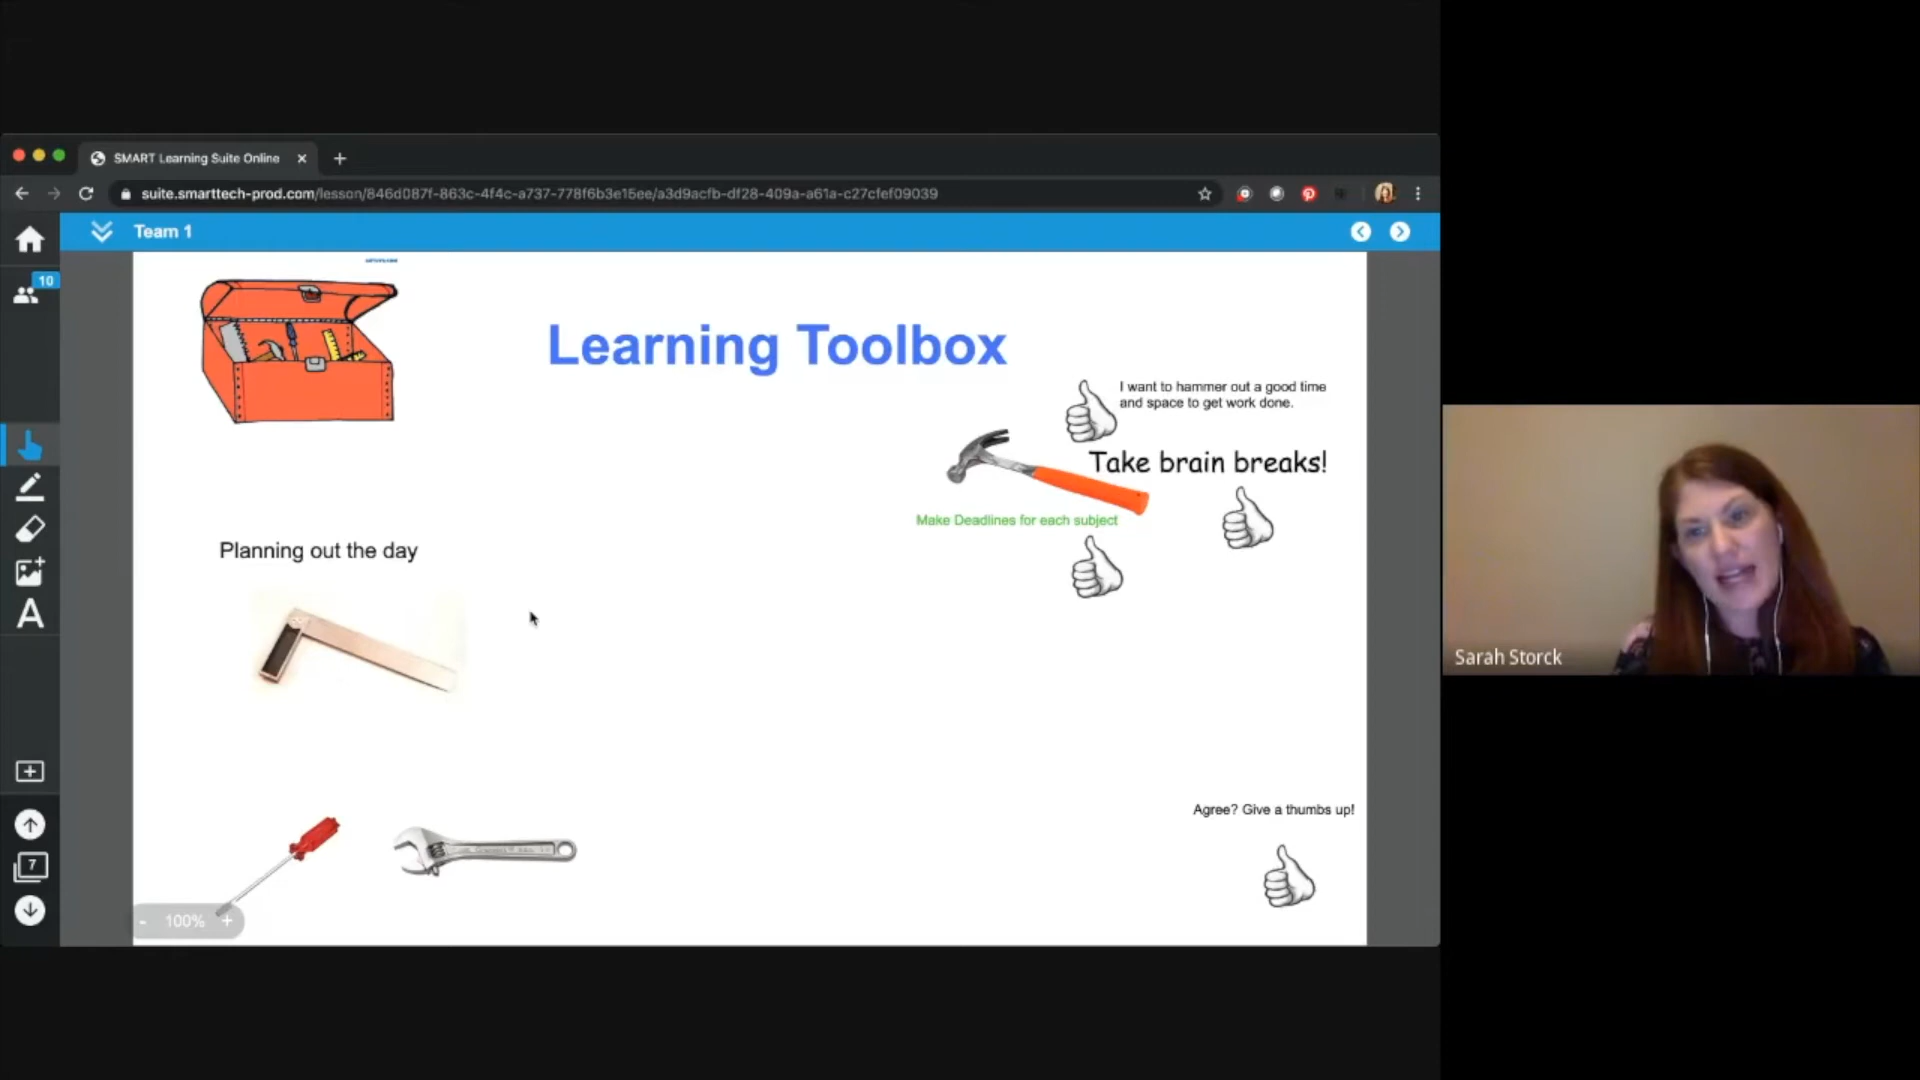 SMART Learning Suite Online
suite.smarttech-prod.com/lesson/846d087f-863c-4f4c-a737-778f6b3e15ee/a3d9acfb-df28-409a-a61a-c27cfef09039
Team 1
10
Learning Toolbox
I want to hammer out a good time
and space to get work done.
Take brain breaks!
Make Deadlines for each subject
Planning out the day
Sarah Storck
Agree? Give a thumbs up!
A
7
- 100% +